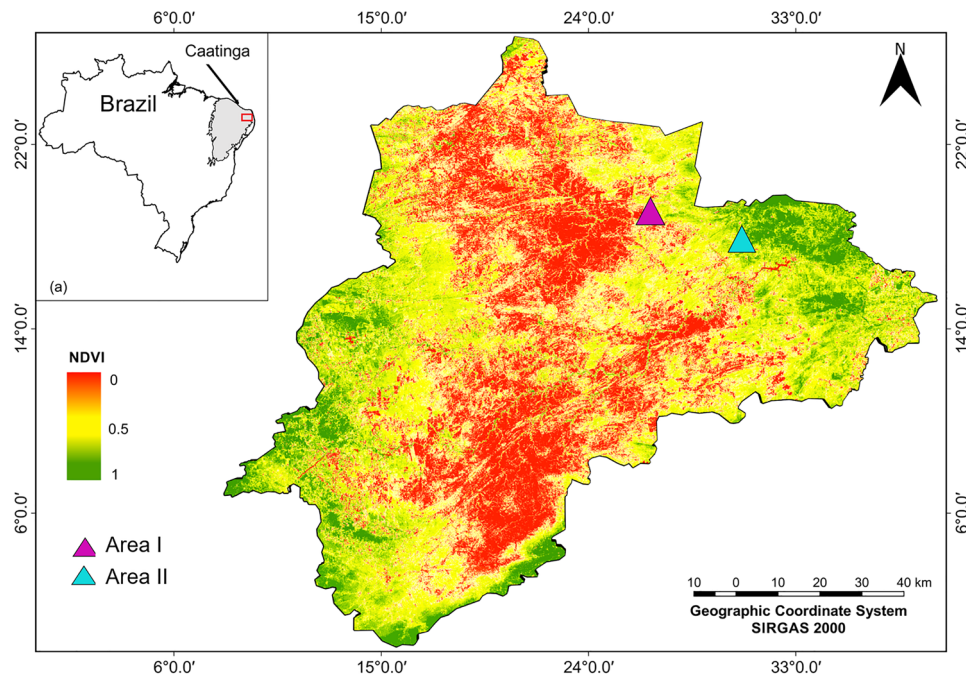 6°0.0' 15°0.0' 24°0.0' 33°0.0'
Caatinga
Brazil
N
22°0.0' 22°0.0'
(a)
14°0.0' 14°0.0'
NDVI
0
0.5
1
6°0.0' 6°0.0'
Area I
Area II
10 0 10 20 30 40 km
Geographic Coordinate System
SIRGAS 2000
6°0.0' 15°0.0' 24°0.0' 33°0.0'